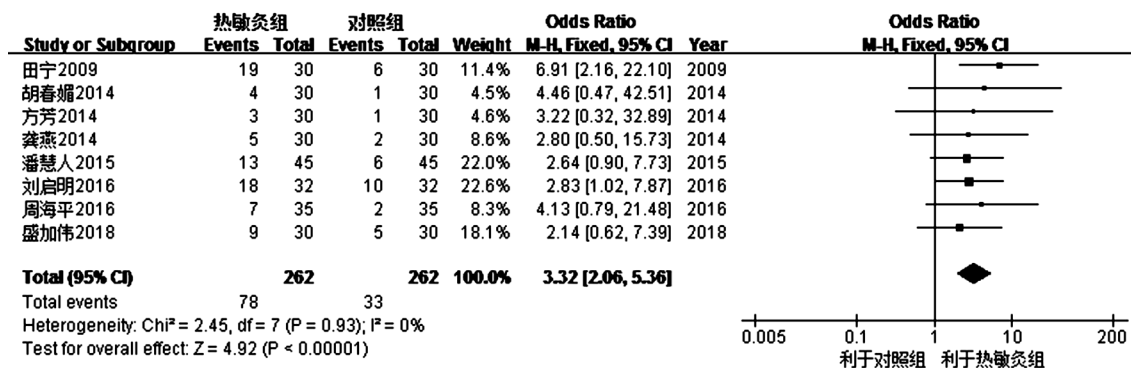 热敏灸组 对照组 Odds Ratio Odds Ratio
Study or Subgroup Events Total Events Total Weight M-H, Fixed, 95% CI Year M-H, Fixed, 95% CI
田宁2009 19 30 6 30 11.4% 6.91 [2.16, 22.10] 2009
胡春媚2014 4 30 1 30 4.5% 4.46 [0.47, 42.51] 2014
方芳2014 3 30 1 30 4.6% 3.22 [0.32, 32.89] 2014
龚燕2014 5 30 2 30 8.6% 2.80 [0.50, 15.73] 2014
潘慧人2015 13 45 6 45 22.0% 2.64 [0.90, 7.73] 2015
刘启明2016 18 32 10 32 22.6% 2.83 [1.02, 7.87] 2016
周海平2016 7 35 2 35 8.3% 4.13 [0.79, 21.48] 2016
盛加伟2018 9 30 5 30 18.1% 2.14 [0.62, 7.39] 2018
Total (95% CI) 262 262 100.0% 3.32 [2.06, 5.36]
Total events 78 33
Heterogeneity: Chi² = 2.45, df = 7 (P = 0.93); I² = 0%
Test for overall effect: Z = 4.92 (P < 0.00001)
0.005 0.1 1 10 200
利于对照组 利于热敏灸组